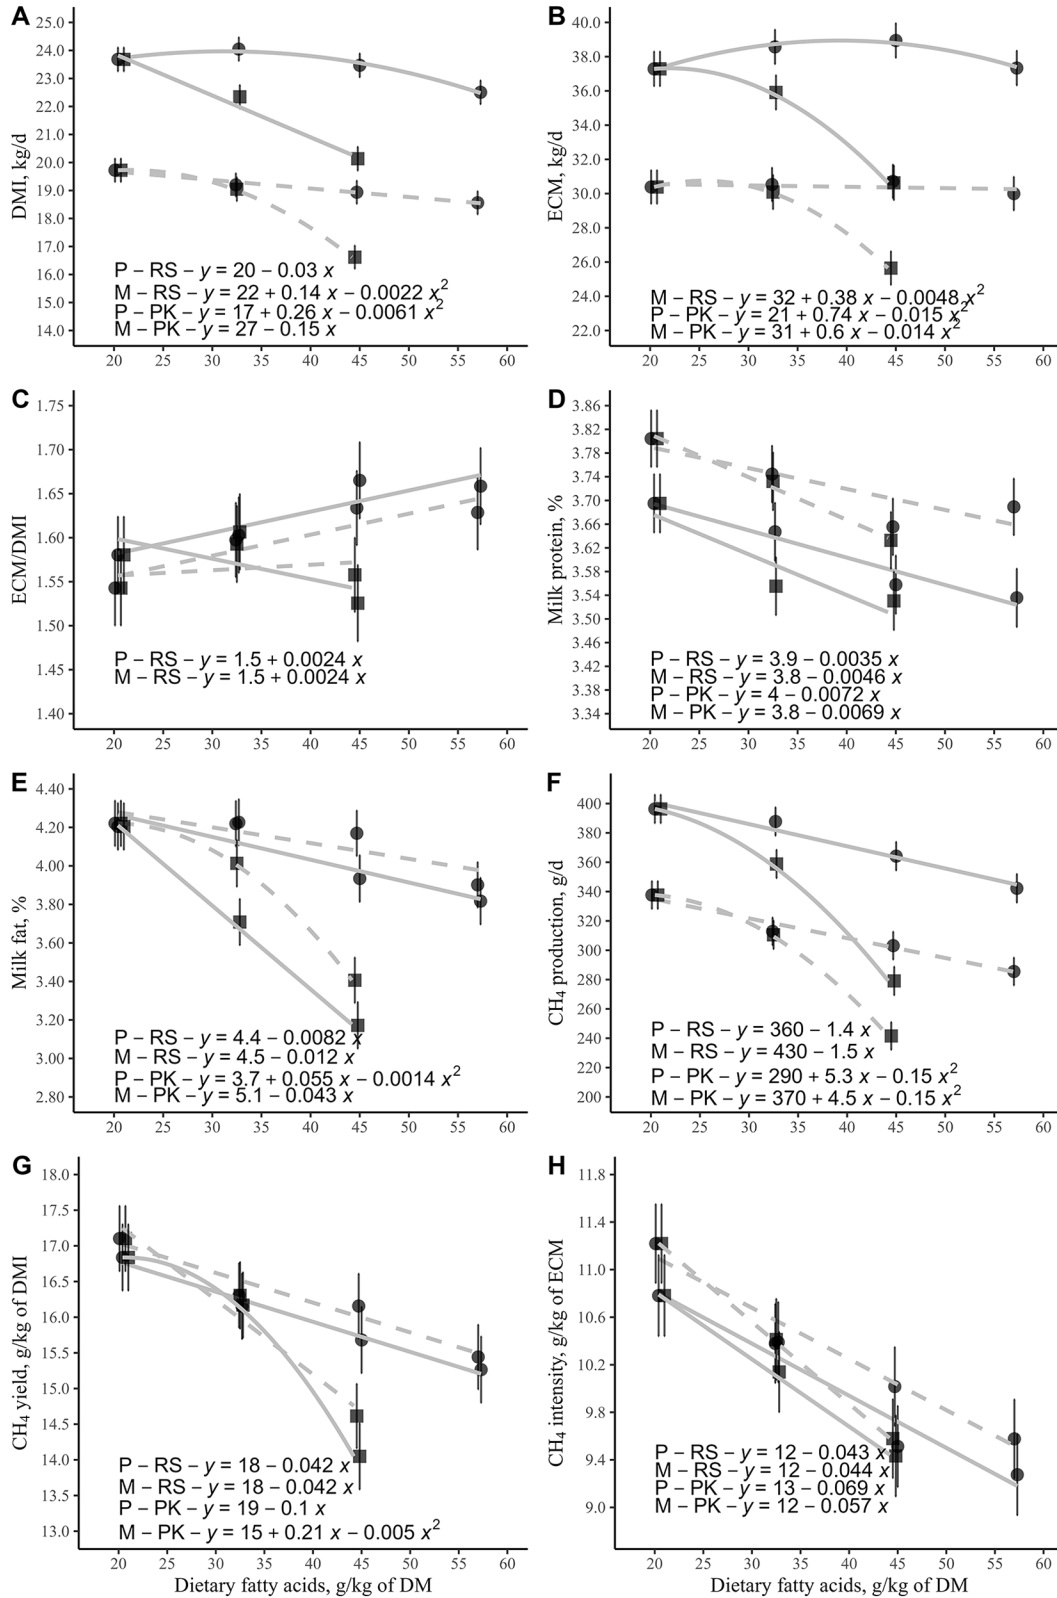 A
25.0
24.0
23.0
22.0
21.0
20.0
19.0
18.0
17.0
16.0
15.0
14.0
DMI, kg/d
P – RS – y = 20 – 0.03 x
M – RS – y = 22 + 0.14 x – 0.0022 x²
P – PK – y = 17 + 0.26 x – 0.0061 x²
M – PK – y = 27 – 0.15 x
20 25 30 35 40 45 50 55 60
B
40.0
38.0
36.0
34.0
32.0
30.0
28.0
26.0
24.0
22.0
ECM, kg/d
M – RS – y = 32 + 0.38 x – 0.0048 x²
P – PK – y = 21 + 0.74 x – 0.015 x²
M – PK – y = 31 + 0.6 x – 0.014 x²
20 25 30 35 40 45 50 55 60
C
1.75
1.70
1.65
1.60
1.55
1.50
1.45
1.40
ECM/DMI
P – RS – y = 1.5 + 0.0024 x
M – RS – y = 1.5 + 0.0024 x
20 25 30 35 40 45 50 55 60
D
3.86
3.82
3.78
3.74
3.70
3.66
3.62
3.58
3.54
3.50
3.46
3.42
3.38
3.34
Milk protein, %
P – RS – y = 3.9 – 0.0035 x
M – RS – y = 3.8 – 0.0046 x
P – PK – y = 4 – 0.0072 x
M – PK – y = 3.8 – 0.0069 x
20 25 30 35 40 45 50 55 60
E
4.40
4.20
4.00
3.80
3.60
3.40
3.20
3.00
2.80
Milk fat, %
P – RS – y = 4.4 – 0.0082 x
M – RS – y = 4.5 – 0.012 x
P – PK – y = 3.7 + 0.055 x – 0.0014 x²
M – PK – y = 5.1 – 0.043 x
20 25 30 35 40 45 50 55 60
F
400
380
360
340
320
300
280
260
240
220
200
CH₄ production, g/d
P – RS – y = 360 – 1.4 x
M – RS – y = 430 – 1.5 x
P – PK – y = 290 + 5.3 x – 0.15 x²
M – PK – y = 370 + 4.5 x – 0.15 x²
20 25 30 35 40 45 50 55 60
G
18.0
17.5
17.0
16.5
16.0
15.5
15.0
14.5
14.0
13.5
13.0
CH₄ yield, g/kg of DMI
P – RS – y = 18 – 0.042 x
M – RS – y = 18 – 0.042 x
P – PK – y = 19 – 0.1 x
M – PK – y = 15 + 0.21 x – 0.005 x²
20 25 30 35 40 45 50 55 60
Dietary fatty acids, g/kg of DM
H
11.8
11.4
11.0
10.6
10.2
9.8
9.4
9.0
CH₄ intensity, g/kg of ECM
P – RS – y = 12 – 0.043 x
M – RS – y = 12 – 0.044 x
P – PK – y = 13 – 0.069 x
M – PK – y = 12 – 0.057 x
20 25 30 35 40 45 50 55 60
Dietary fatty acids, g/kg of DM